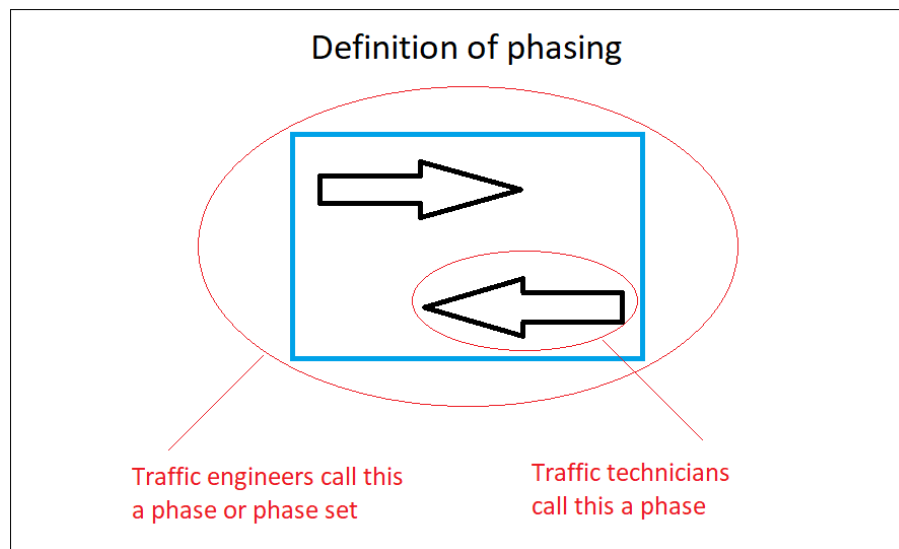 Definition of phasing
Traffic engineers call this
a phase or phase set
Traffic technicians
call this a phase